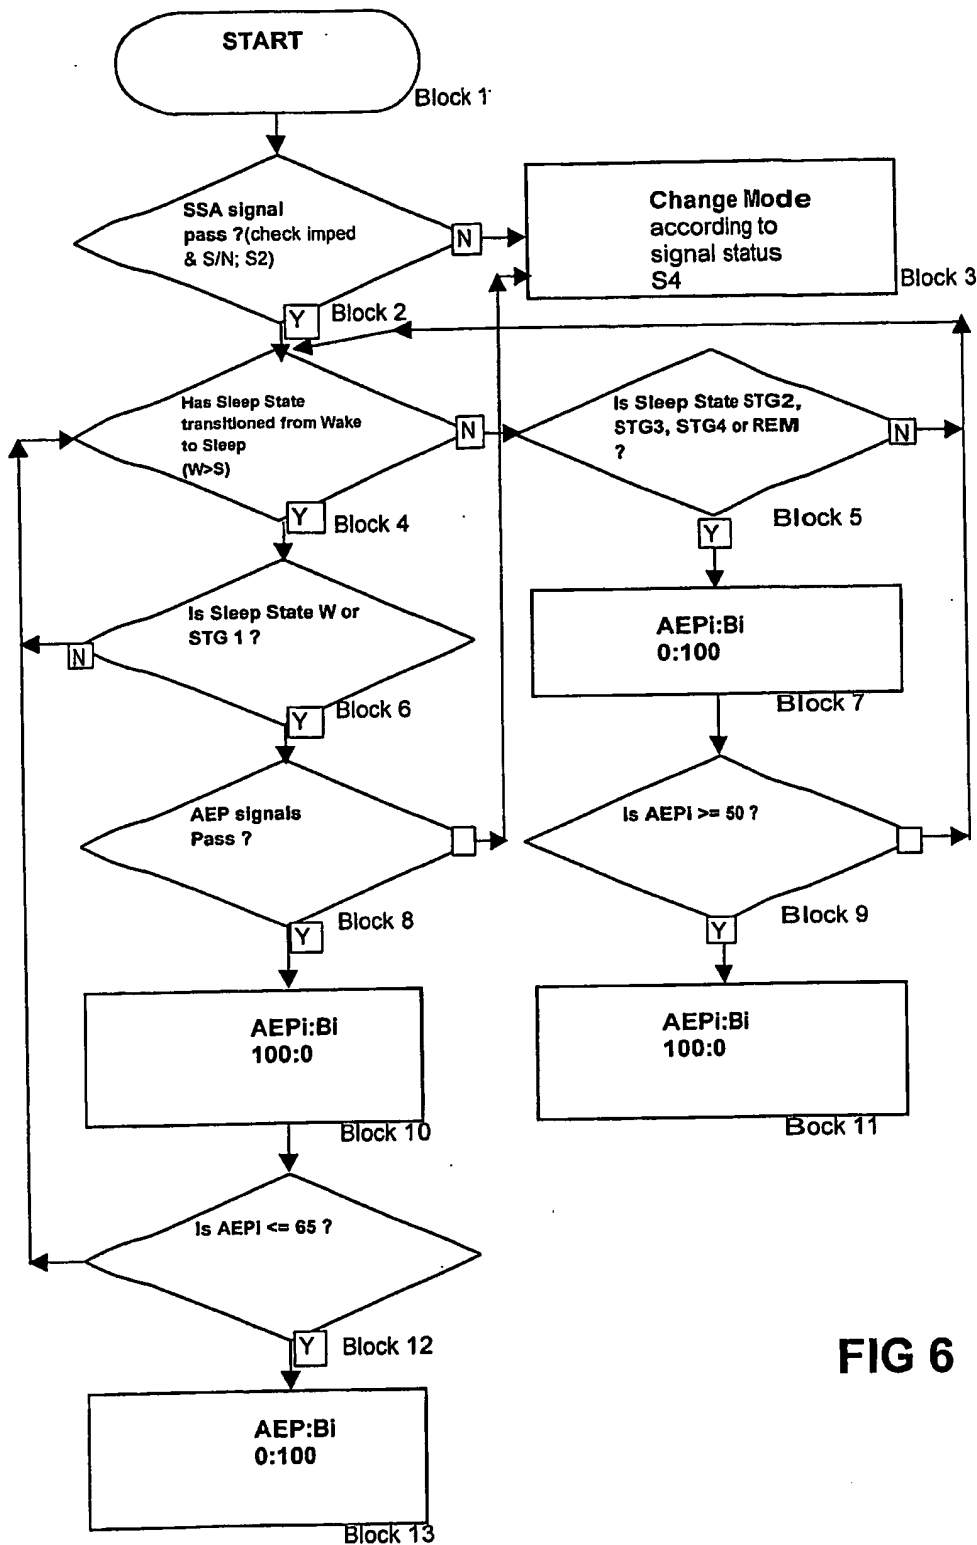 START
Block 1
SSA signal
pass ?(check imped
& S/N; S2)
N
Y
Block 2
Change Mode
according to
signal status
S4
Block 3
Has Sleep State
transitioned from Wake
to Sleep
(W>S)
N
Y
Block 4
Is Sleep State STG2,
STG3, STG4 or REM
?
N
Y
Block 5
Is Sleep State W or
STG 1 ?
N
Y
Block 6
AEPi:Bi
0:100
Block 7
AEP signals
Pass ?
Y
Block 8
Is AEPi >= 50 ?
Y
Block 9
AEPi:Bi
100:0
Block 10
AEPi:Bi
100:0
Bock 11
Is AEPi <= 65 ?
Y
Block 12
AEP:Bi
0:100
Block 13
FIG 6